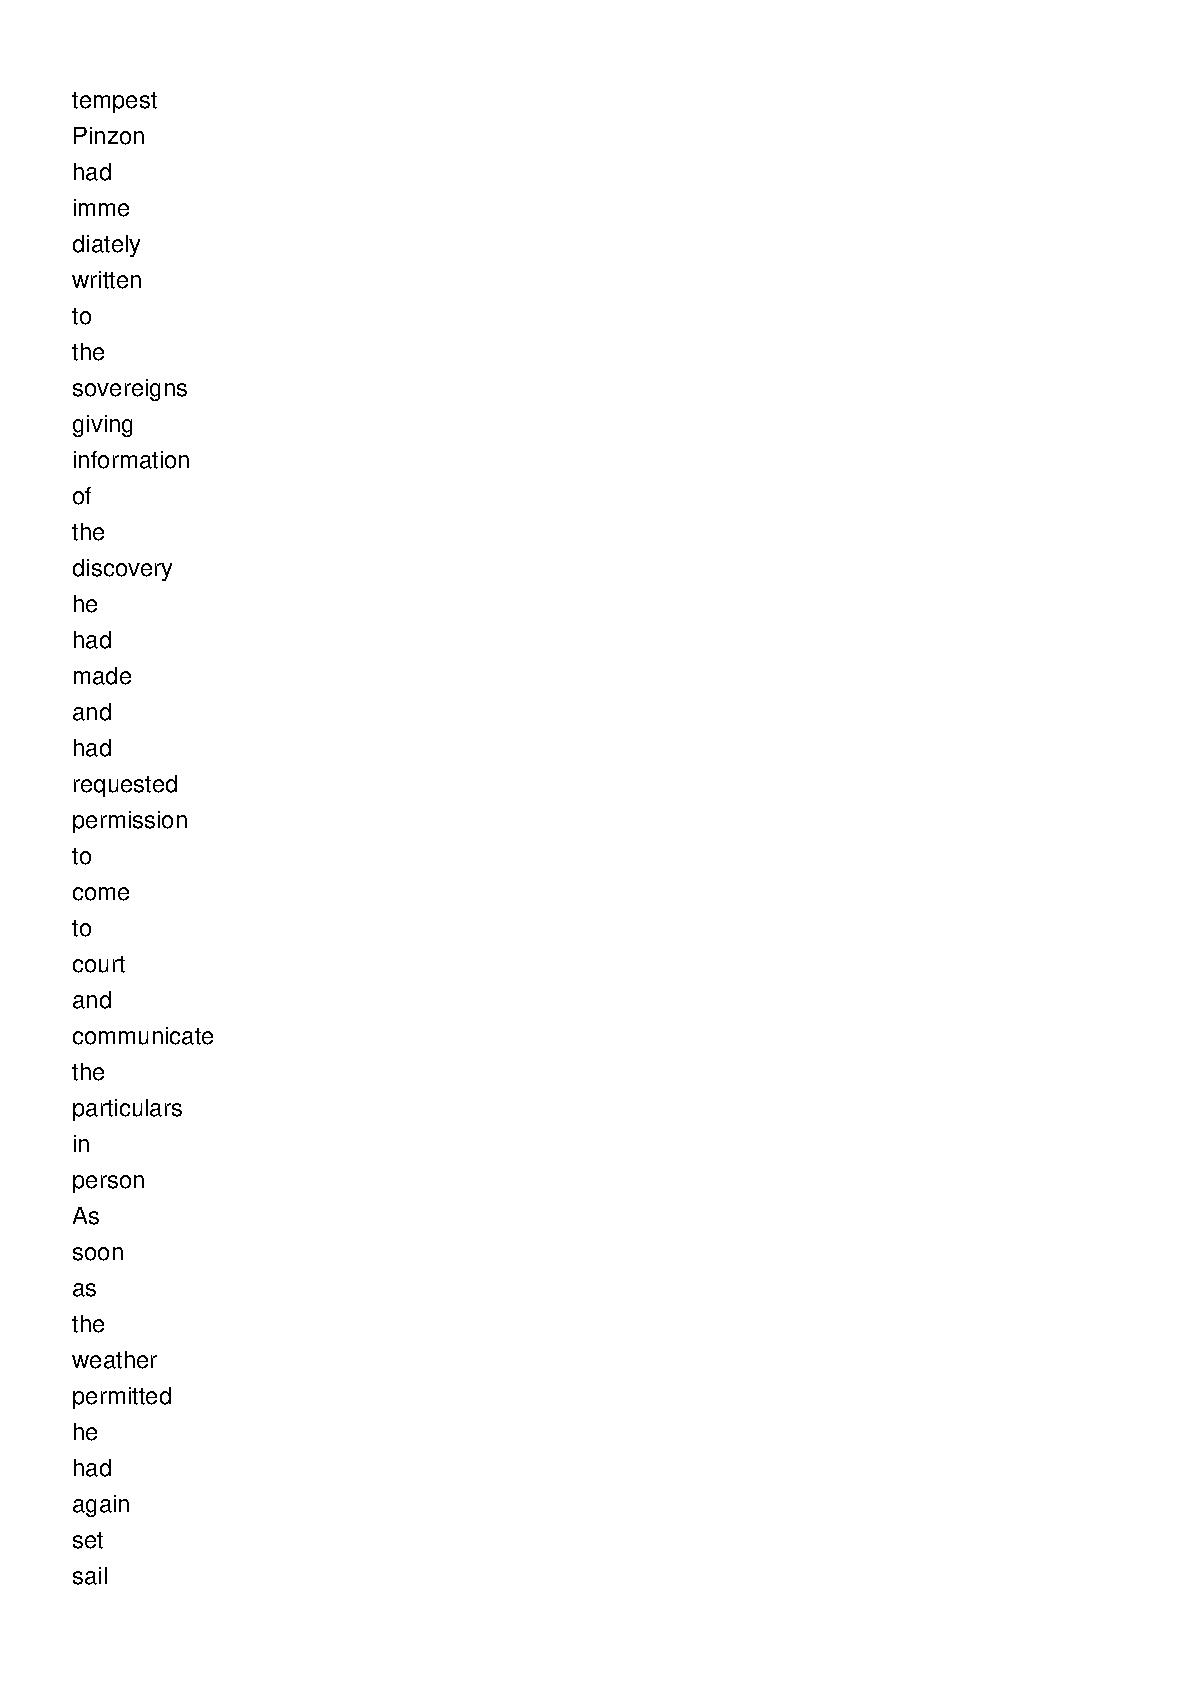 tempest
Pinzon
had
imme
diately
written
to
the
sovereigns
giving
information
of
the
discovery
he
had
made
and
had
requested
permission
to
come
to
court
and
communicate
the
particulars
in
person
As
soon
as
the
weather
permitted
he
had
again
set
sail